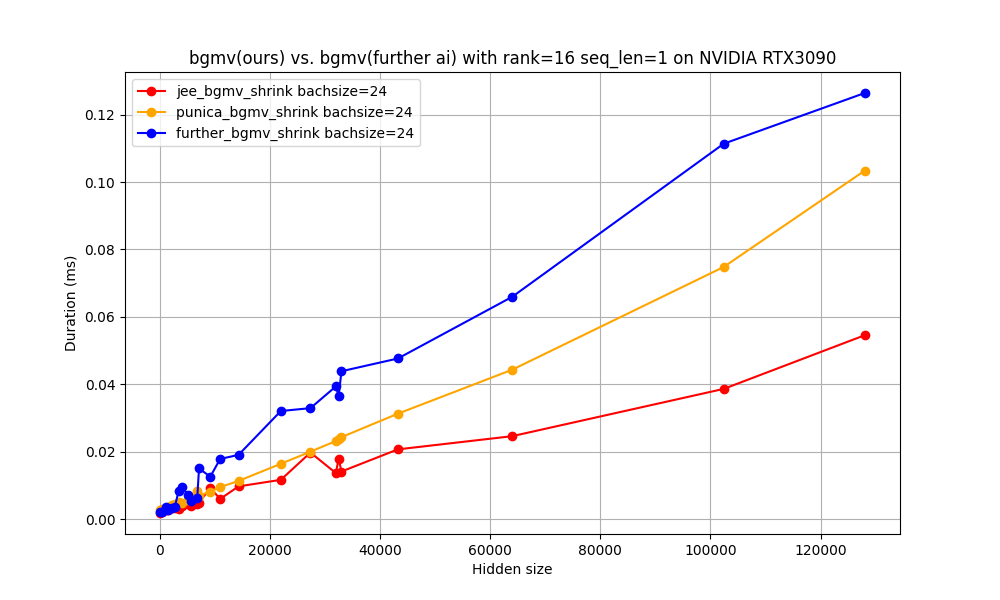 bgmv(ours) vs. bgmv(further ai) with rank=16 seq_len=1 on NVIDIA RTX3090
jee_bgmv_shrink bachsize=24
punica_bgmv_shrink bachsize=24
further_bgmv_shrink bachsize=24
0.12
0.10
0.08
0.06
0.04
0.02
0.00
Duration (ms)
0 20000 40000 60000 80000 100000 120000
Hidden size